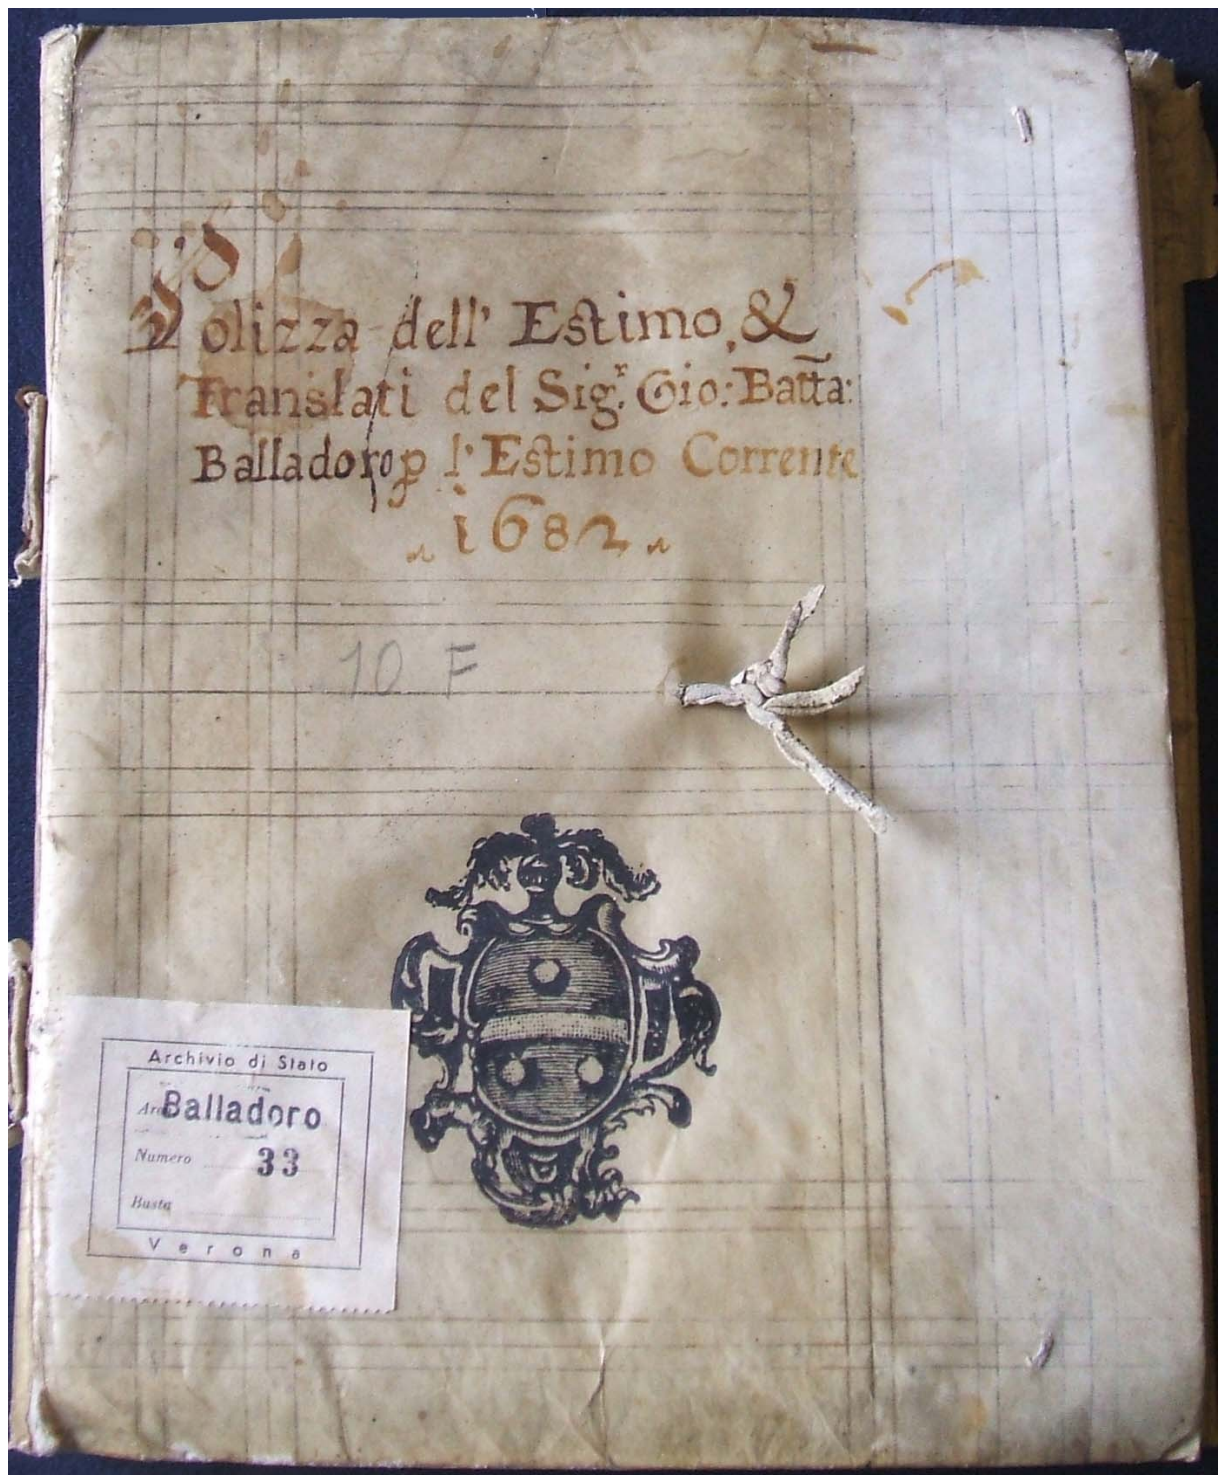 Polizza dell' Estimo, &
Translati del Sig.ʳ Gio: Batta:
Balladoro ꝑ l' Estimo Corrente
1682
10 F
Archivio di Stato
Balladoro
Numero 33
Busta
Verona